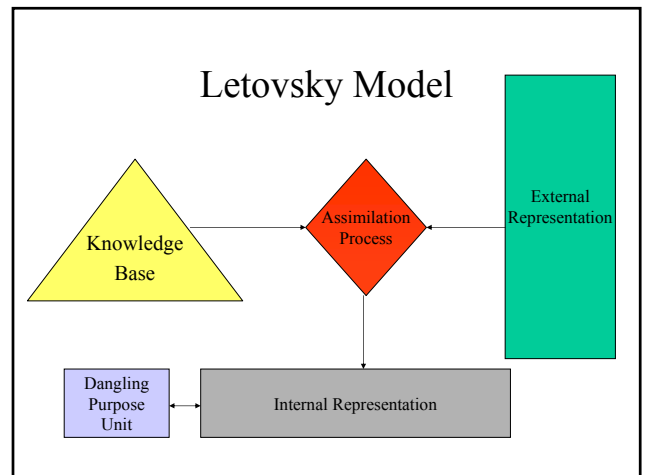 Letovsky Model
Knowledge
Base
Assimilation
Process
External
Representation
Dangling
Purpose
Unit
Internal Representation